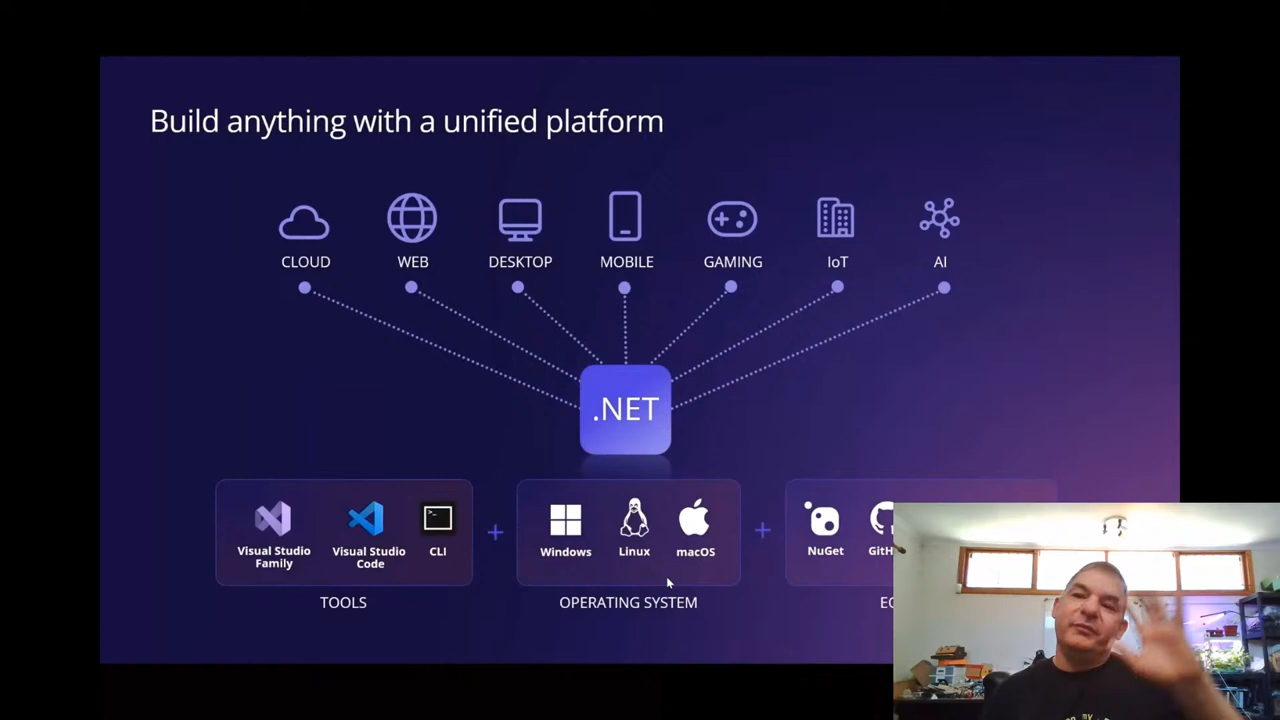 Build anything with a unified platform
CLOUD WEB DESKTOP MOBILE GAMING IoT AI
.NET
Visual Studio Family
Visual Studio Code
CLI
Windows Linux macOS
NuGet
TOOLS
OPERATING SYSTEM